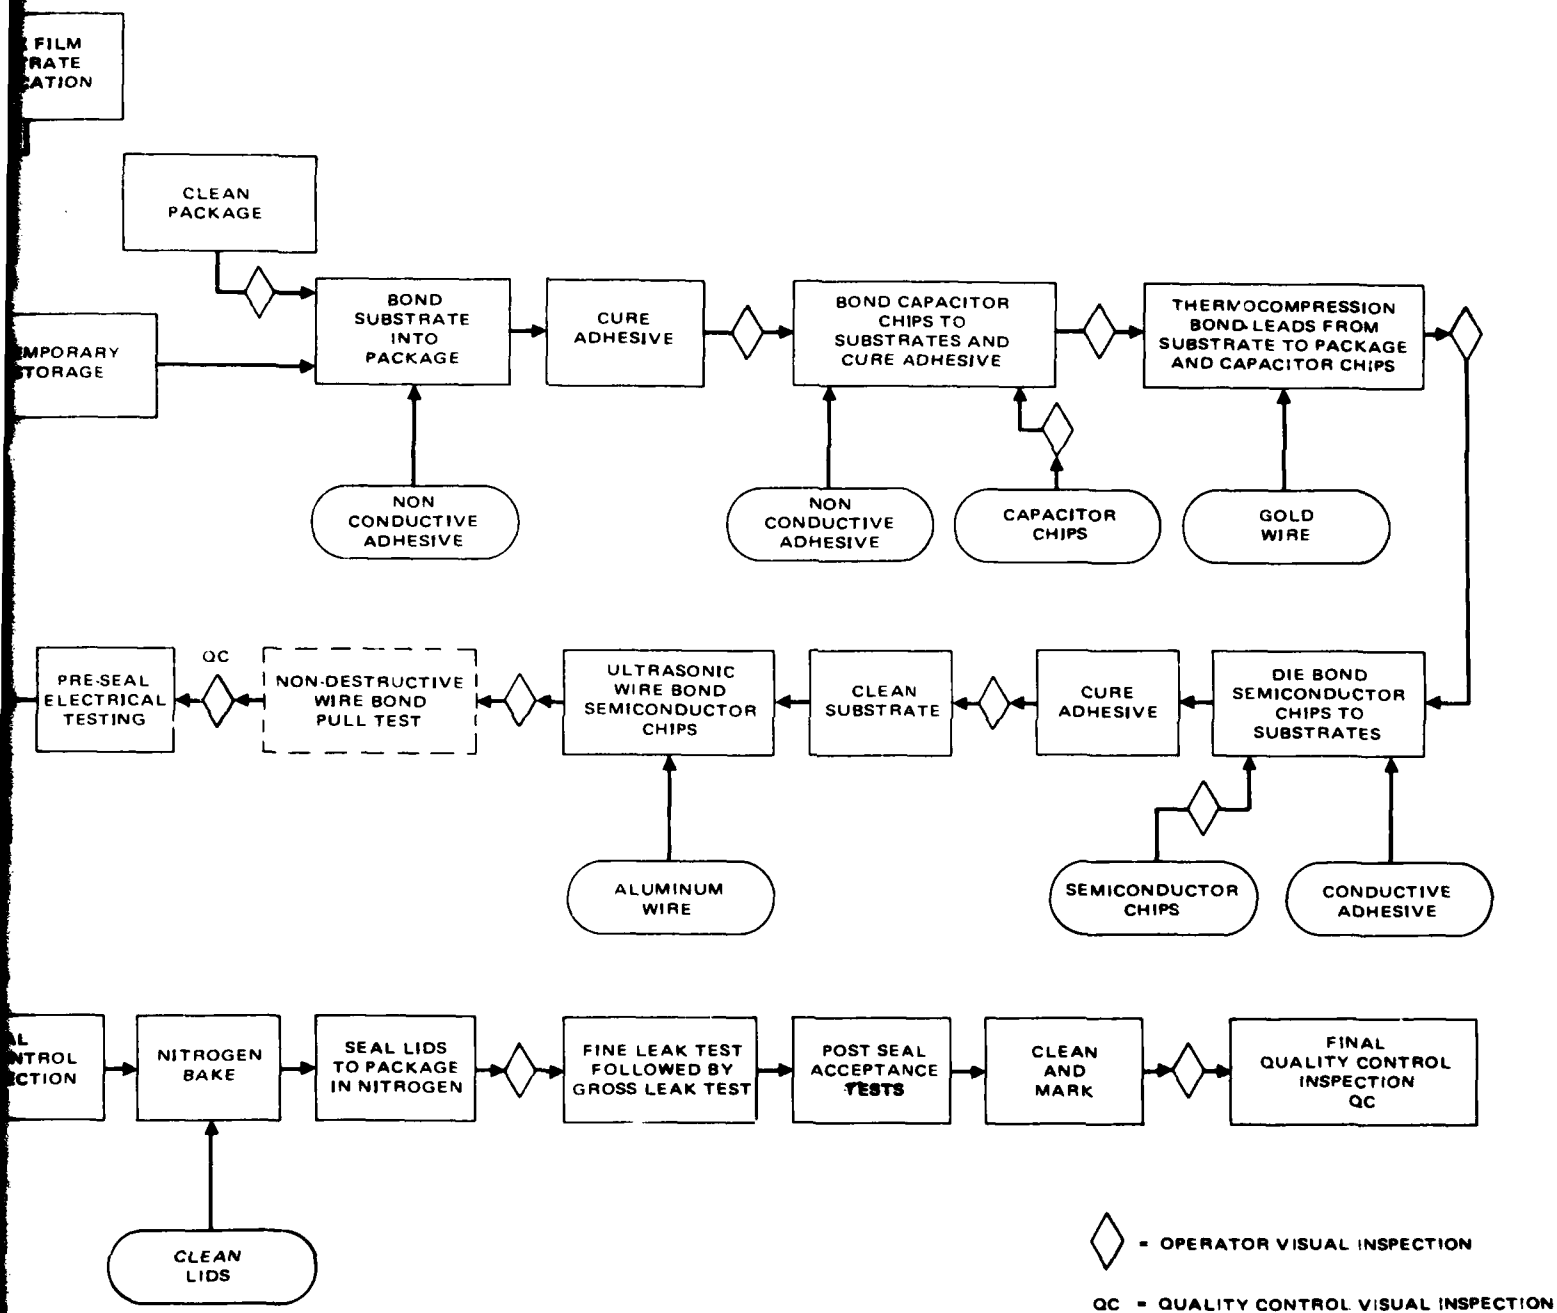 FILM
CLEAN
PACKAGE
BOND
SUBSTRATE
INTO
PACKAGE
CURE
ADHESIVE
BOND CAPACITOR
CHIPS TO
SUBSTRATES AND
CURE ADHESIVE
THERMOCOMPRESSION
BOND LEADS FROM
SUBSTRATE TO PACKAGE
AND CAPACITOR CHIPS
NON
CONDUCTIVE
ADHESIVE
NON
CONDUCTIVE
ADHESIVE
CAPACITOR
CHIPS
GOLD
WIRE
PRE-SEAL
ELECTRICAL
TESTING
QC
NON-DESTRUCTIVE
WIRE BOND
PULL TEST
ULTRASONIC
WIRE BOND
SEMICONDUCTOR
CHIPS
CLEAN
SUBSTRATE
CURE
ADHESIVE
DIE BOND
SEMICONDUCTOR
CHIPS TO
SUBSTRATES
ALUMINUM
WIRE
SEMICONDUCTOR
CHIPS
CONDUCTIVE
ADHESIVE
NITROGEN
BAKE
SEAL LIDS
TO PACKAGE
IN NITROGEN
FINE LEAK TEST
FOLLOWED BY
GROSS LEAK TEST
POST SEAL
ACCEPTANCE
TESTS
CLEAN
AND
MARK
FINAL
QUALITY CONTROL
INSPECTION
QC
CLEAN
LIDS
= OPERATOR VISUAL INSPECTION
QC = QUALITY CONTROL VISUAL INSPECTION